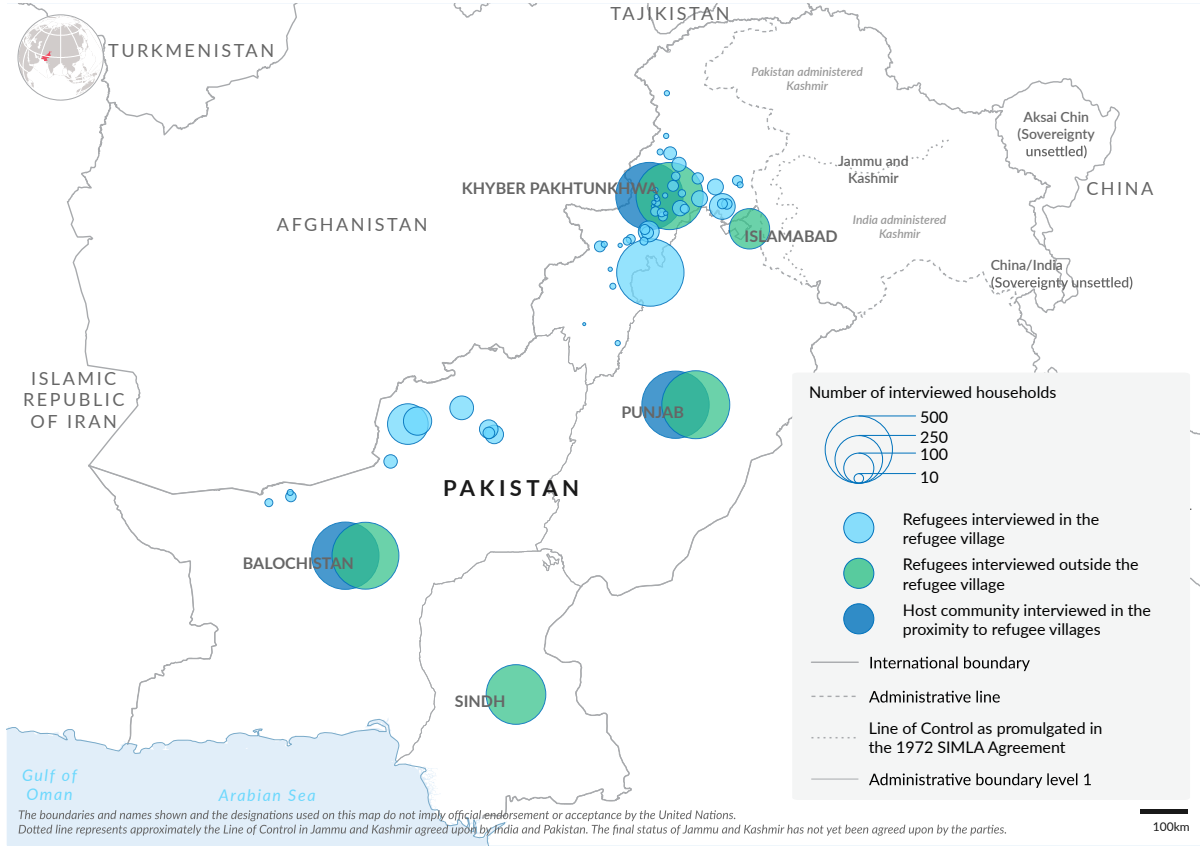 TAJIKISTAN
TURKMENISTAN
Pakistan administered
Kashmir
Aksai Chin
(Sovereignty
unsettled)
Jammu and
Kashmir
KHYBER PAKHTUNKHWA
CHINA
AFGHANISTAN
India administered
Kashmir
ISLAMABAD
China/India
(Sovereignty unsettled)
ISLAMIC
REPUBLIC
OF IRAN
PUNJAB
PAKISTAN
BALOCHISTAN
SINDH
Gulf of
Oman
Arabian Sea
Number of interviewed households
500
250
100
10
Refugees interviewed in the
refugee village
Refugees interviewed outside the
refugee village
Host community interviewed in the
proximity to refugee villages
International boundary
Administrative line
Line of Control as promulgated in
the 1972 SIMLA Agreement
Administrative boundary level 1
The boundaries and names shown and the designations used on this map do not imply official endorsement or acceptance by the United Nations.
Dotted line represents approximately the Line of Control in Jammu and Kashmir agreed upon by India and Pakistan. The final status of Jammu and Kashmir has not yet been agreed upon by the parties.
100km